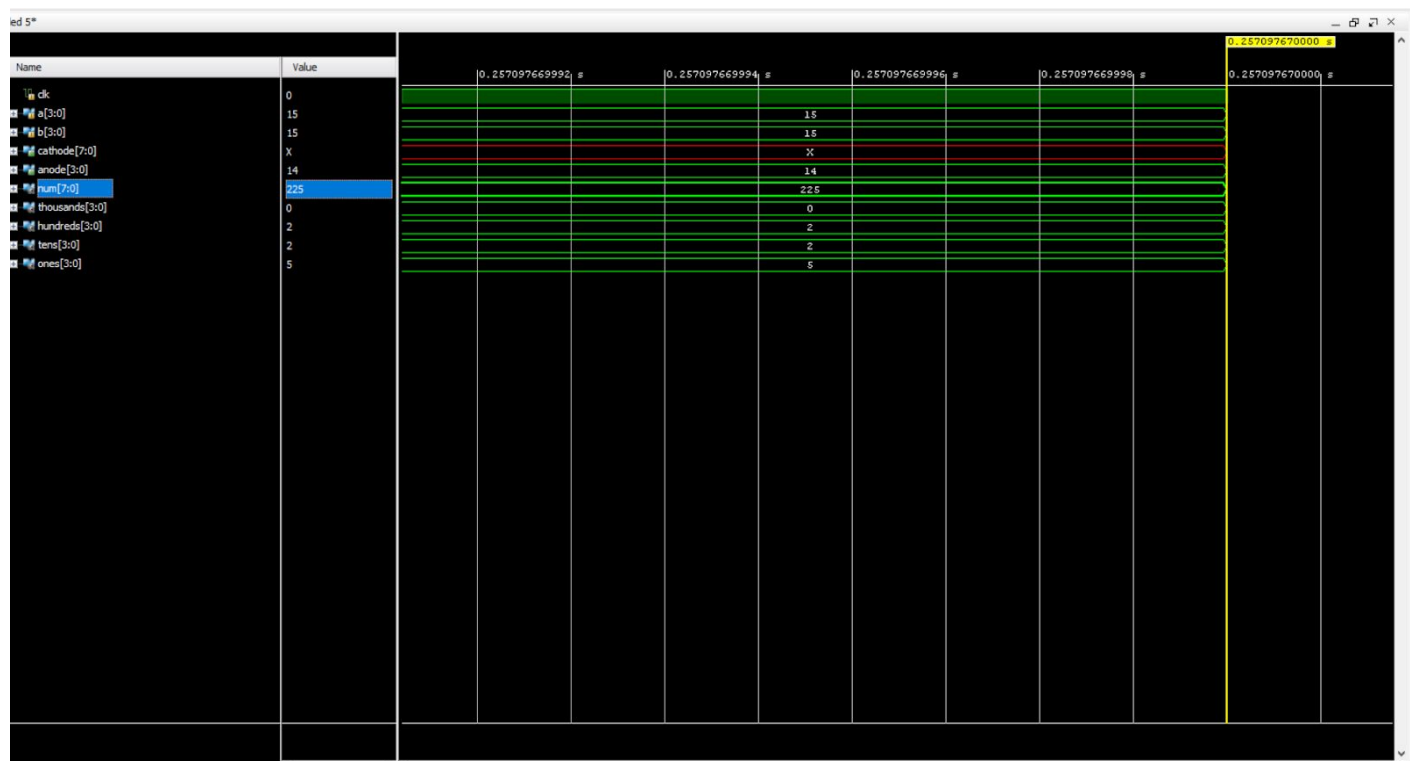 ed 5*
0.257097670000 s
Name Value 0.257097669992 s 0.257097669994 s 0.257097669996 s 0.257097669998 s 0.257097670000 s
clk 0
a[3:0] 15 15
b[3:0] 15 15
cathode[7:0] X X
anode[3:0] 14 14
num[7:0] 225 225
thousands[3:0] 0 0
hundreds[3:0] 2 2
tens[3:0] 2 2
ones[3:0] 5 5